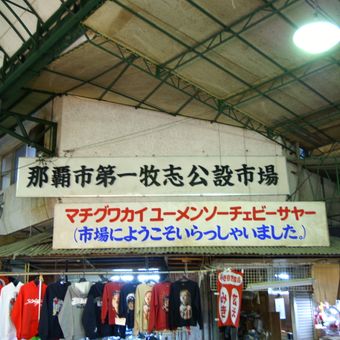 那覇市第一牧志公設市場
マチグワカイユーメンソーチェビーサヤー
(市場にようこそいらっしゃいました。)